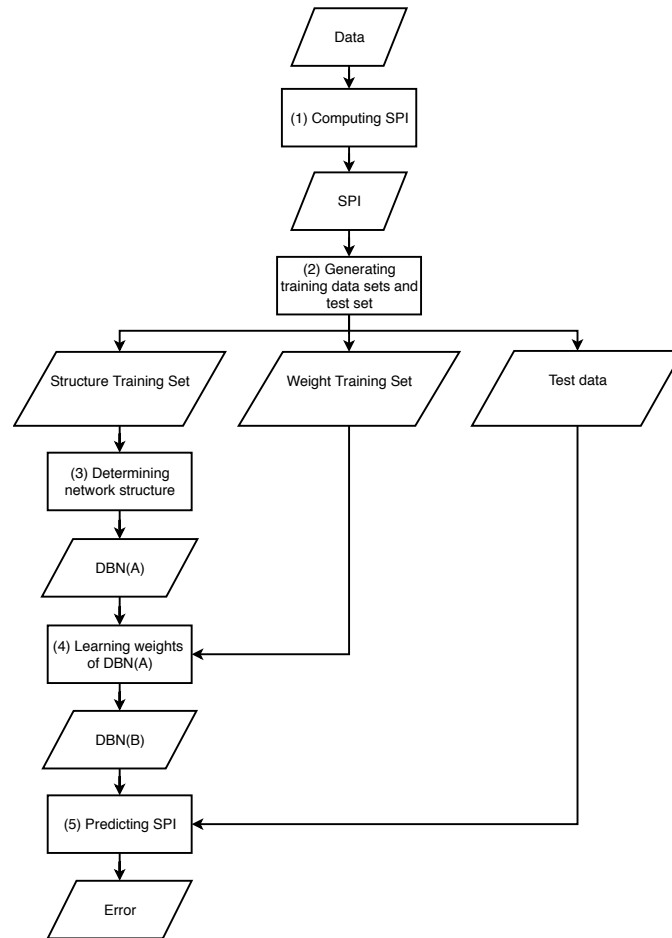 Data
(1) Computing SPI
SPI
(2) Generating
training data sets and
test set
Structure Training Set
Weight Training Set
Test data
(3) Determining
network structure
DBN(A)
(4) Learning weights
of DBN(A)
DBN(B)
(5) Predicting SPI
Error